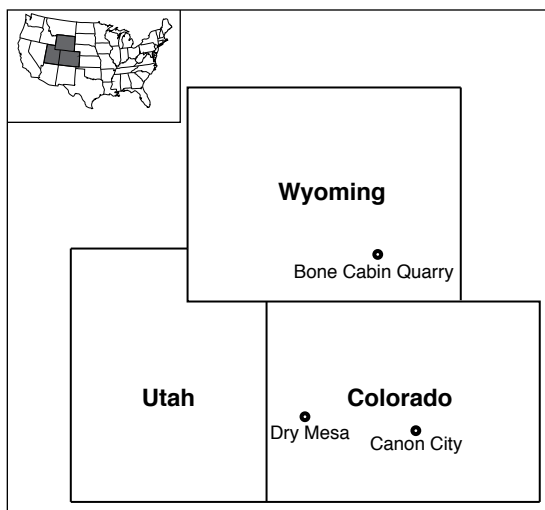 Wyoming
Bone Cabin Quarry
Utah
Colorado
Dry Mesa
Canon City